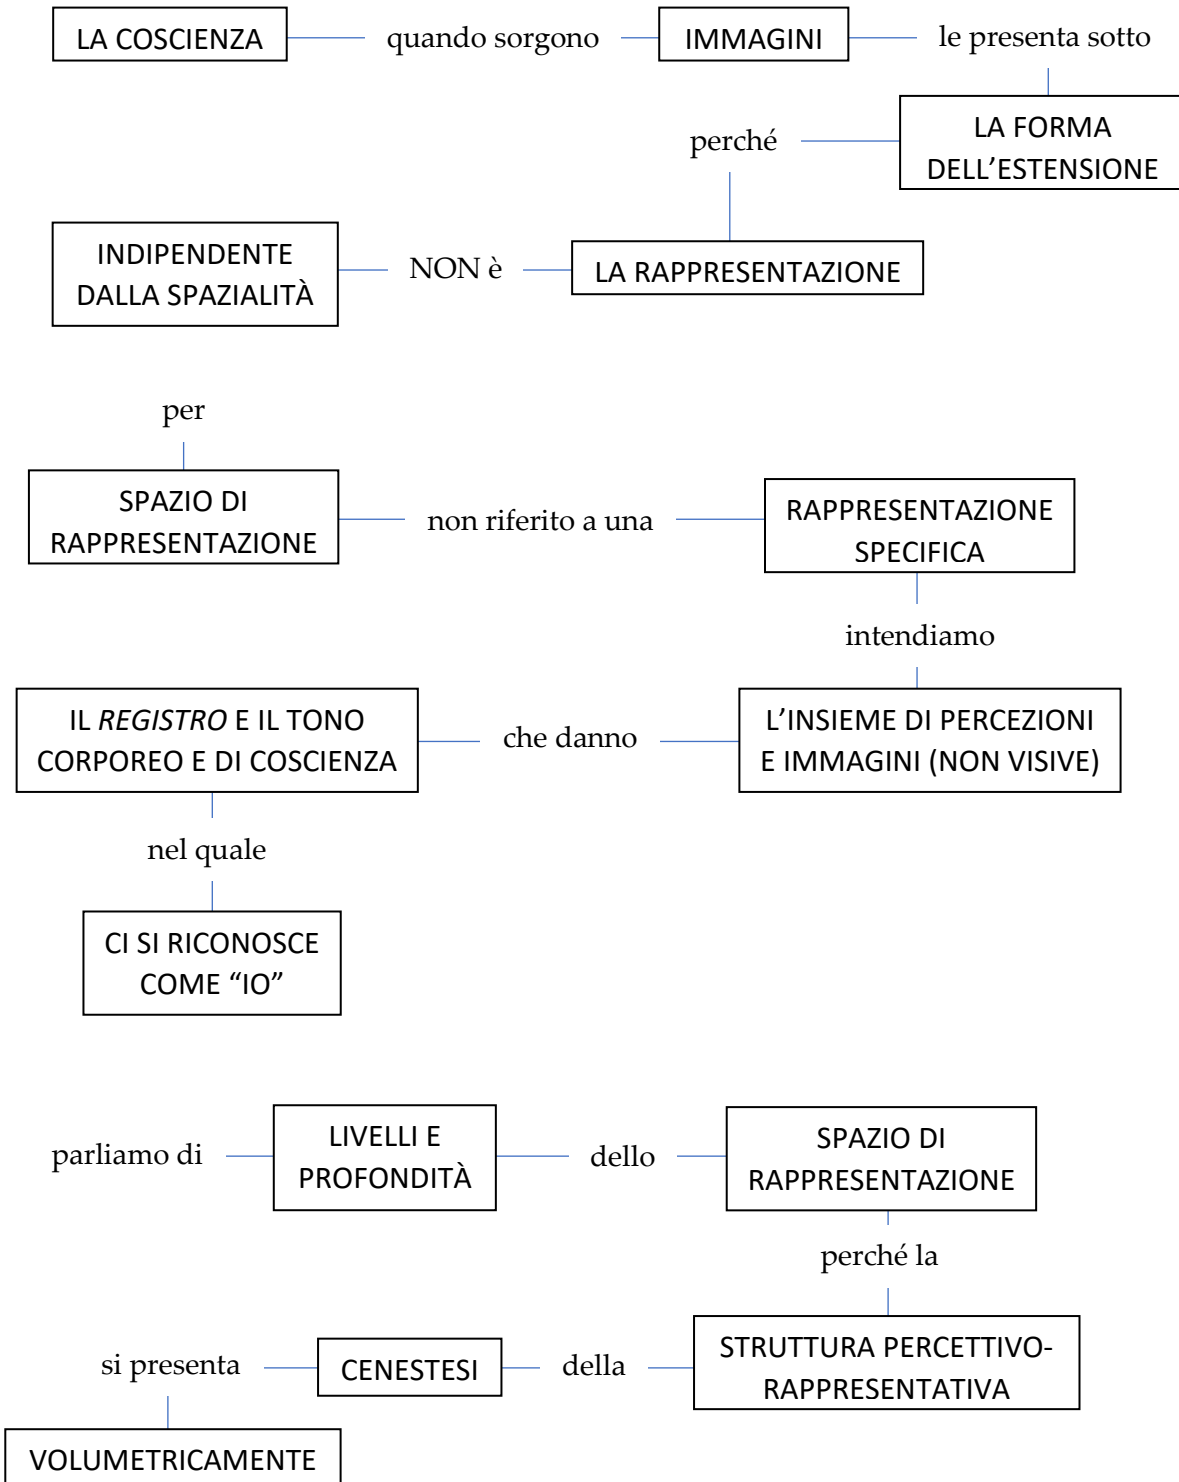 LA COSCIENZA quando sorgono IMMAGINI le presenta sotto
LA FORMA
DELL’ESTENSIONE
perché
LA RAPPRESENTAZIONE
NON è
INDIPENDENTE
DALLA SPAZIALITÀ
per
SPAZIO DI
RAPPRESENTAZIONE
non riferito a una
RAPPRESENTAZIONE
SPECIFICA
intendiamo
L’INSIEME DI PERCEZIONI
E IMMAGINI (NON VISIVE)
che danno
IL REGISTRO E IL TONO
CORPOREO E DI COSCIENZA
nel quale
CI SI RICONOSCE
COME “IO”
parliamo di
LIVELLI E
PROFONDITÀ
dello
SPAZIO DI
RAPPRESENTAZIONE
perché la
STRUTTURA PERCETTIVO-
RAPPRESENTATIVA
della
CENESTESI
si presenta
VOLUMETRICAMENTE